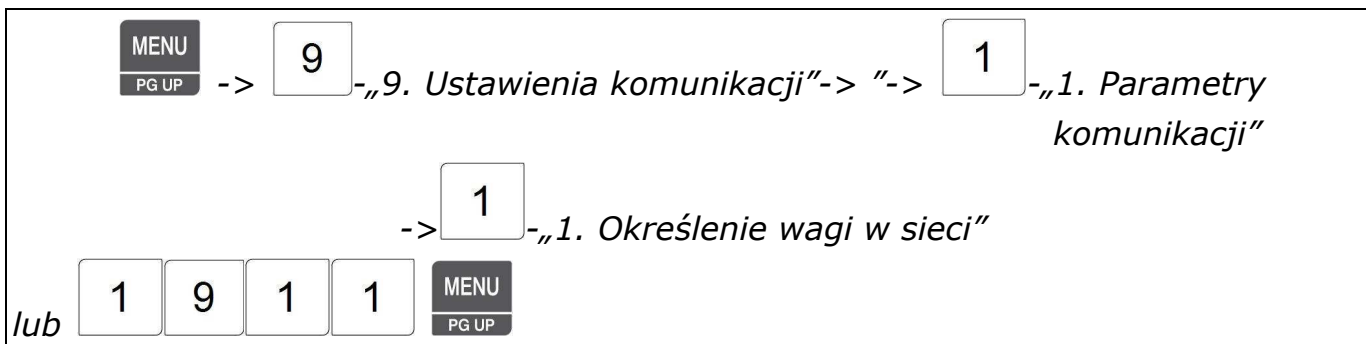 MENU PG UP -> 9 -„9. Ustawienia komunikacji”-> ”-> 1 -„1. Parametry
komunikacji”
-> 1 -„1. Określenie wagi w sieci”
lub 1 9 1 1 MENU PG UP